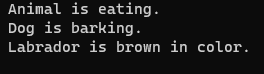 Animal is eating.
Dog is barking.
Labrador is brown in color.